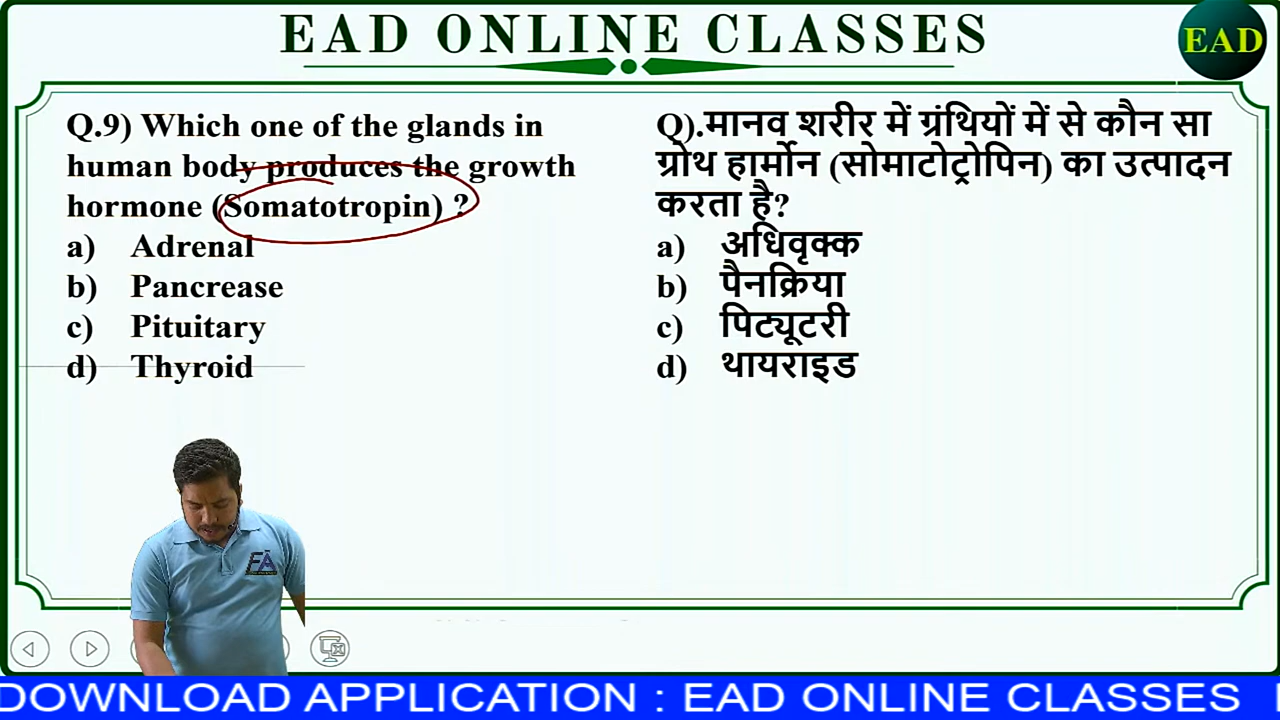 EAD ONLINE CLASSES
EAD
Q.9) Which one of the glands in
human body produces the growth
hormone (Somatotropin) ?
a) Adrenal
b) Pancrease
c) Pituitary
d) Thyroid
Q).मानव शरीर में ग्रंथियों में से कौन सा
ग्रोथ हार्मोन (सोमाटोट्रोपिन) का उत्पादन
करता है?
a) अधिवृक्क
b) पैनक्रिया
c) पिट्यूटरी
d) थायराइड
DOWNLOAD APPLICATION : EAD ONLINE CLASSES